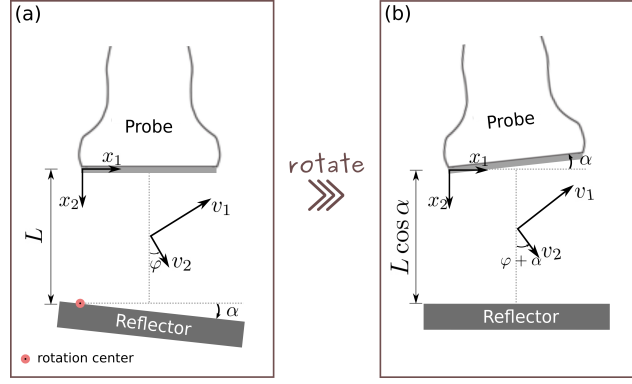 (a)
Probe
x₁
x₂
L
v₁
v₂
φ
α
Reflector
rotation center
rotate
(b)
Probe
x₁
α
x₂
L cos α
v₁
v₂
φ + α
Reflector